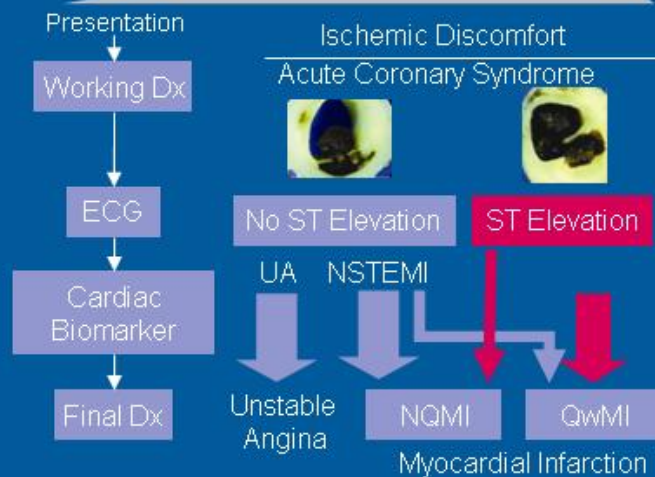 Presentation
Working Dx
ECG
Cardiac
Biomarker
Final Dx
Ischemic Discomfort
Acute Coronary Syndrome
No ST Elevation
ST Elevation
UA
NSTEMI
Unstable
Angina
NQMI
QwMI
Myocardial Infarction